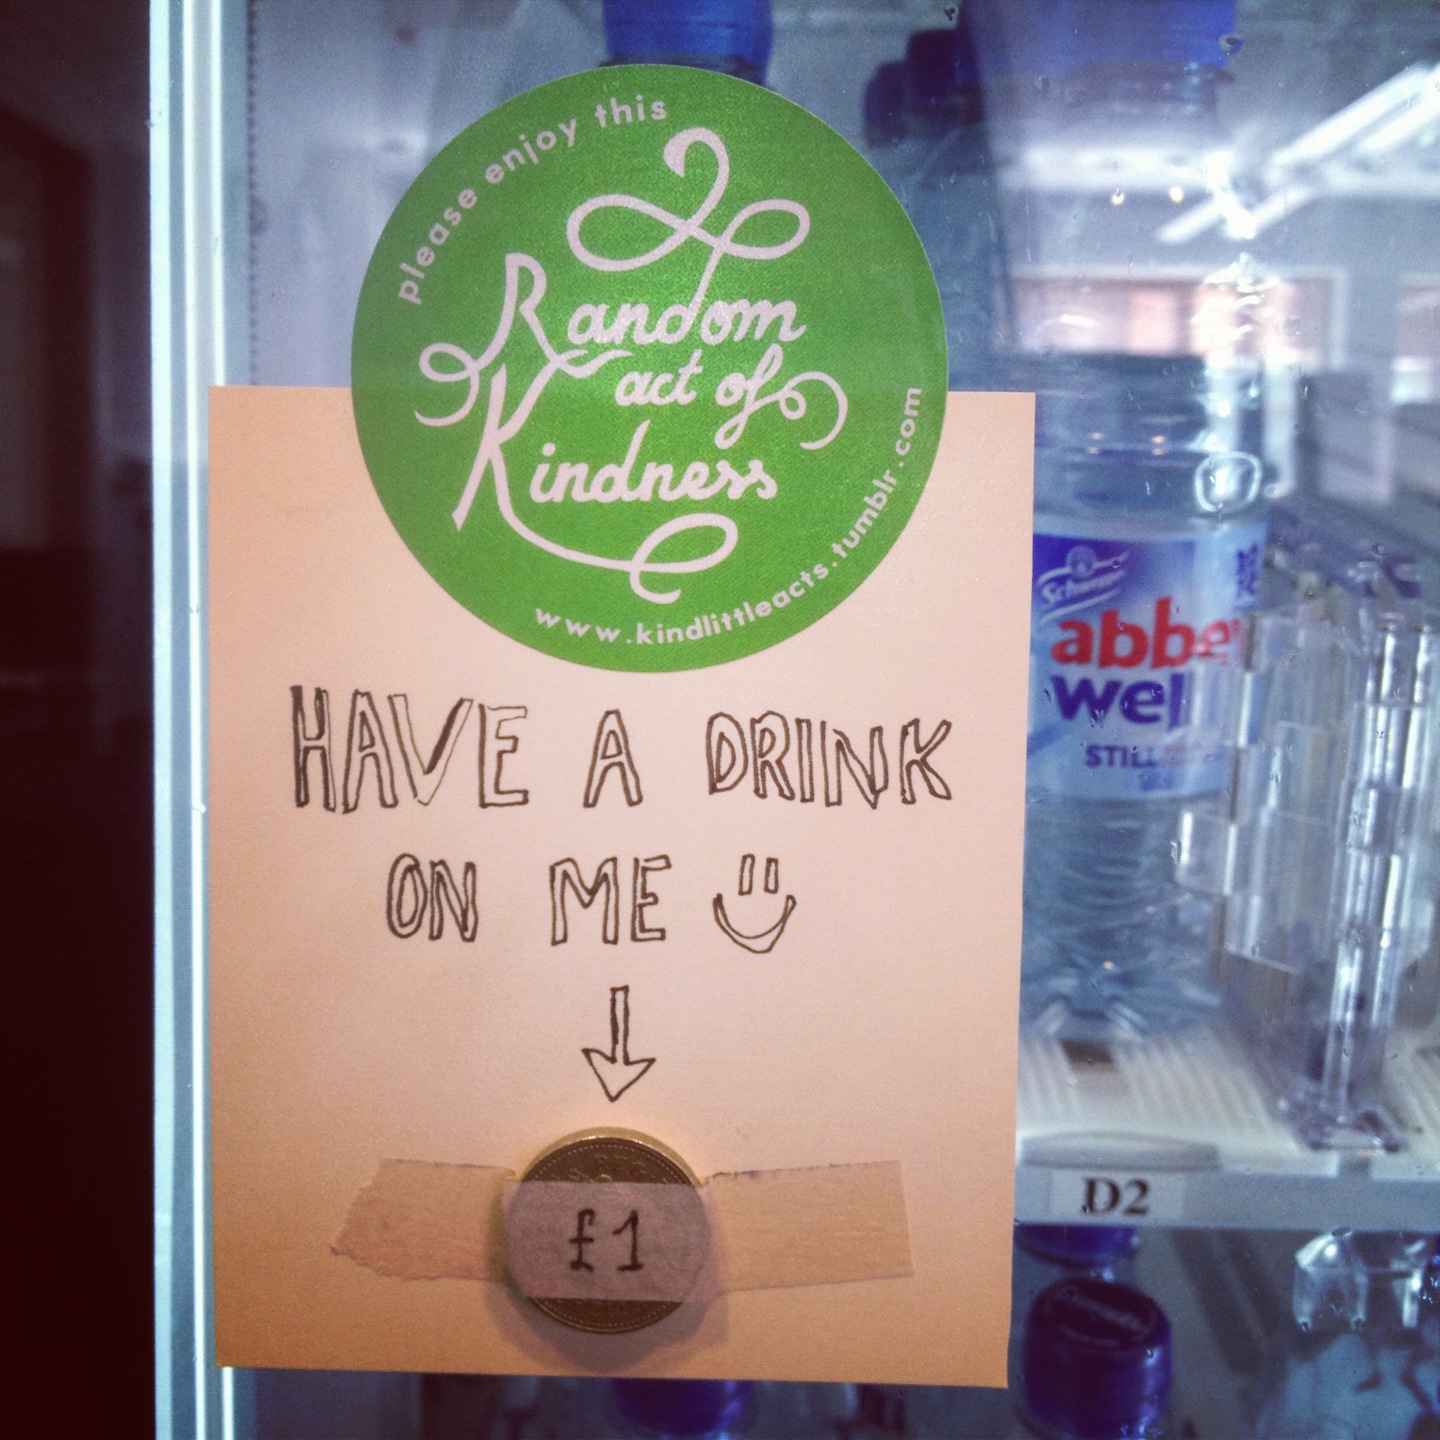 please enjoy this
Random
act of
Kindness
www.kindlittleacts.tumblr.com
HAVE A DRINK
ON ME
£1
Schweppes
abbe
wel
STILL
D2